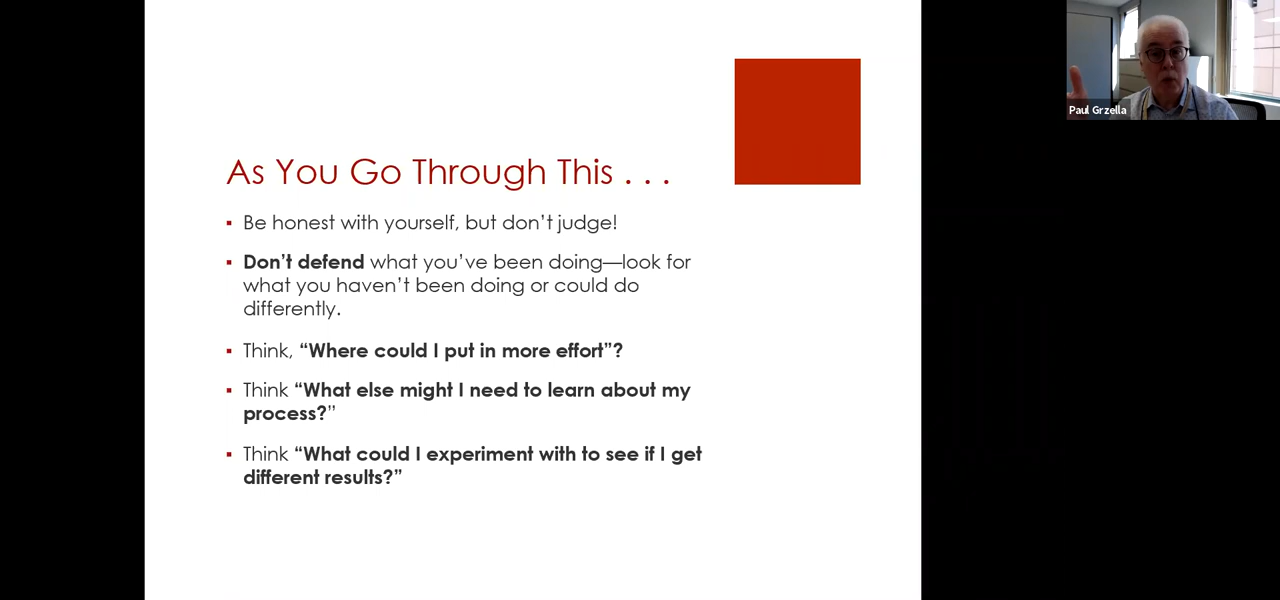 As You Go Through This . . .
▪ Be honest with yourself, but don’t judge!
▪ Don’t defend what you’ve been doing—look for
what you haven’t been doing or could do
differently.
▪ Think, “Where could I put in more effort”?
▪ Think “What else might I need to learn about my
process?”
▪ Think “What could I experiment with to see if I get
different results?”
Paul Grzella